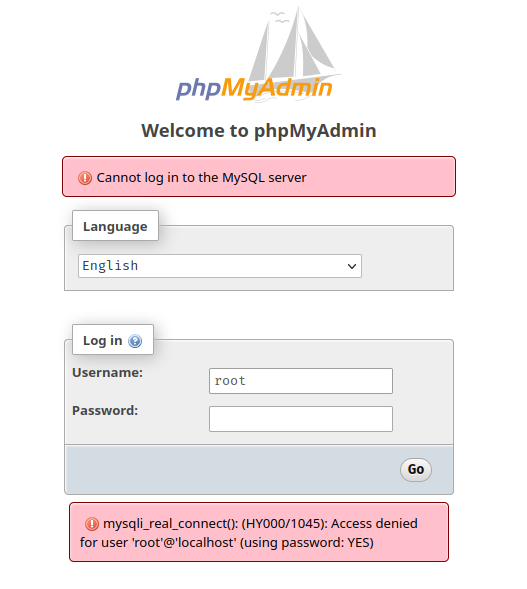 phpMyAdmin
Welcome to phpMyAdmin
Cannot log in to the MySQL server
Language
English
Log in
Username:
root
Password:
Go
mysqli_real_connect(): (HY000/1045): Access denied
for user 'root'@'localhost' (using password: YES)